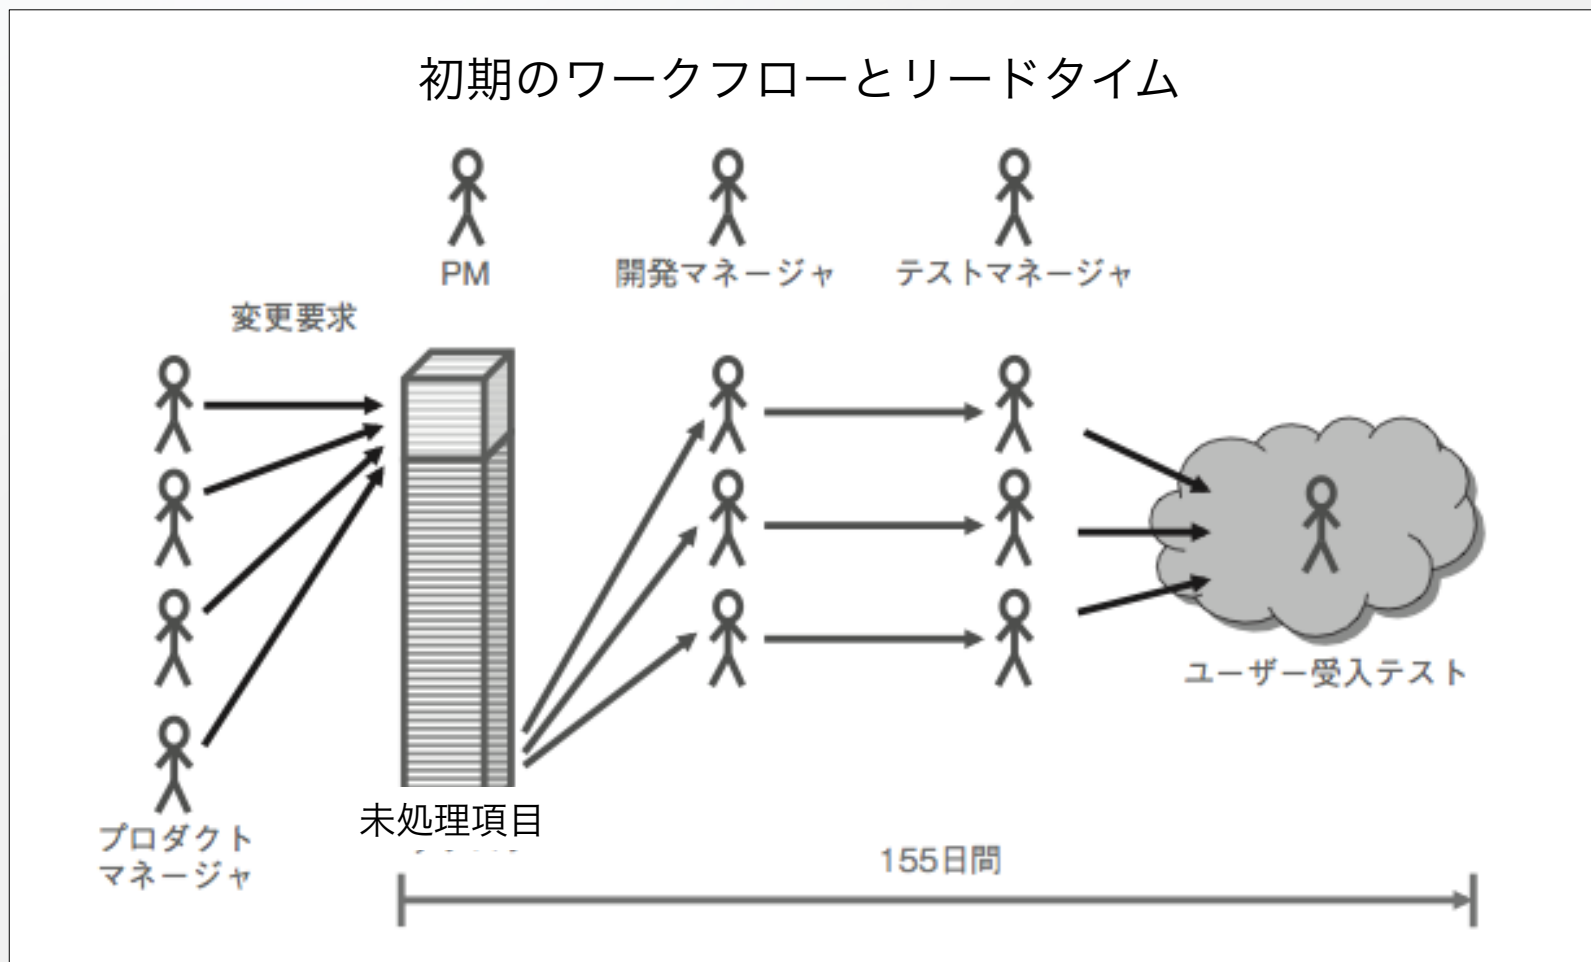 初期のワークフローとリードタイム
PM
開発マネージャ
テストマネージャ
変更要求
ユーザー受入テスト
未処理項目
プロダクト
マネージャ
155日間